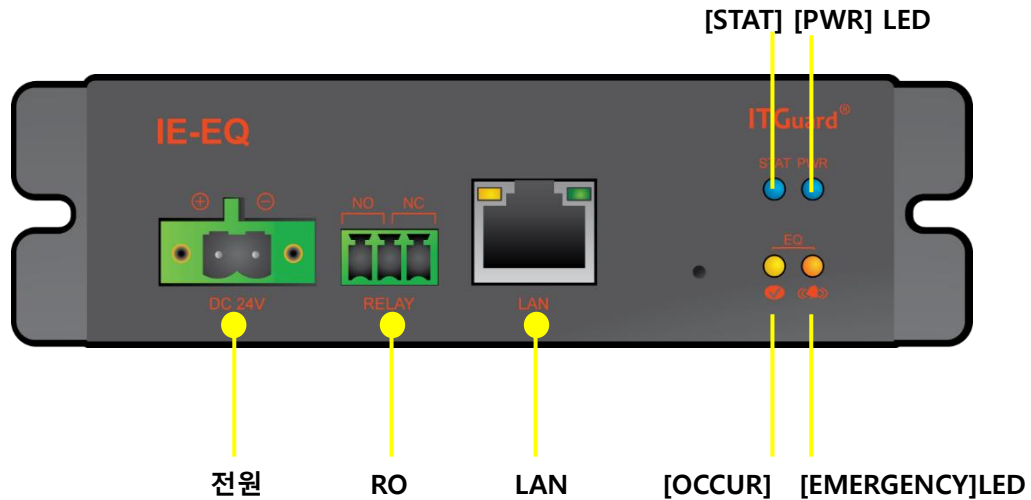 [STAT] [PWR] LED
IE-EQ
ITGuard®
STAT PWR
NO NC
EQ
DC 24V
RELAY
LAN
전원
RO
LAN
[OCCUR]
[EMERGENCY]LED